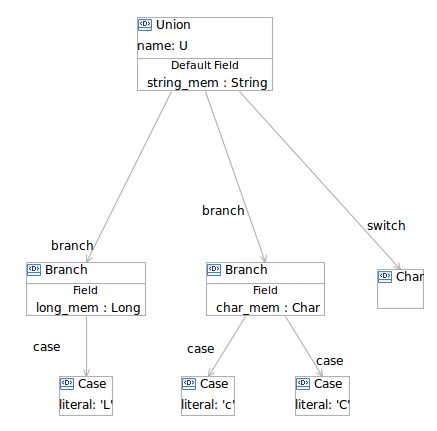 <D> Union
name: U
Default Field
string_mem : String
branch
branch
switch
<D> Branch
Field
long_mem : Long
<D> Branch
Field
char_mem : Char
<D> Char
case
case
case
<D> Case
literal: 'L'
<D> Case
literal: 'c'
<D> Case
literal: 'C'